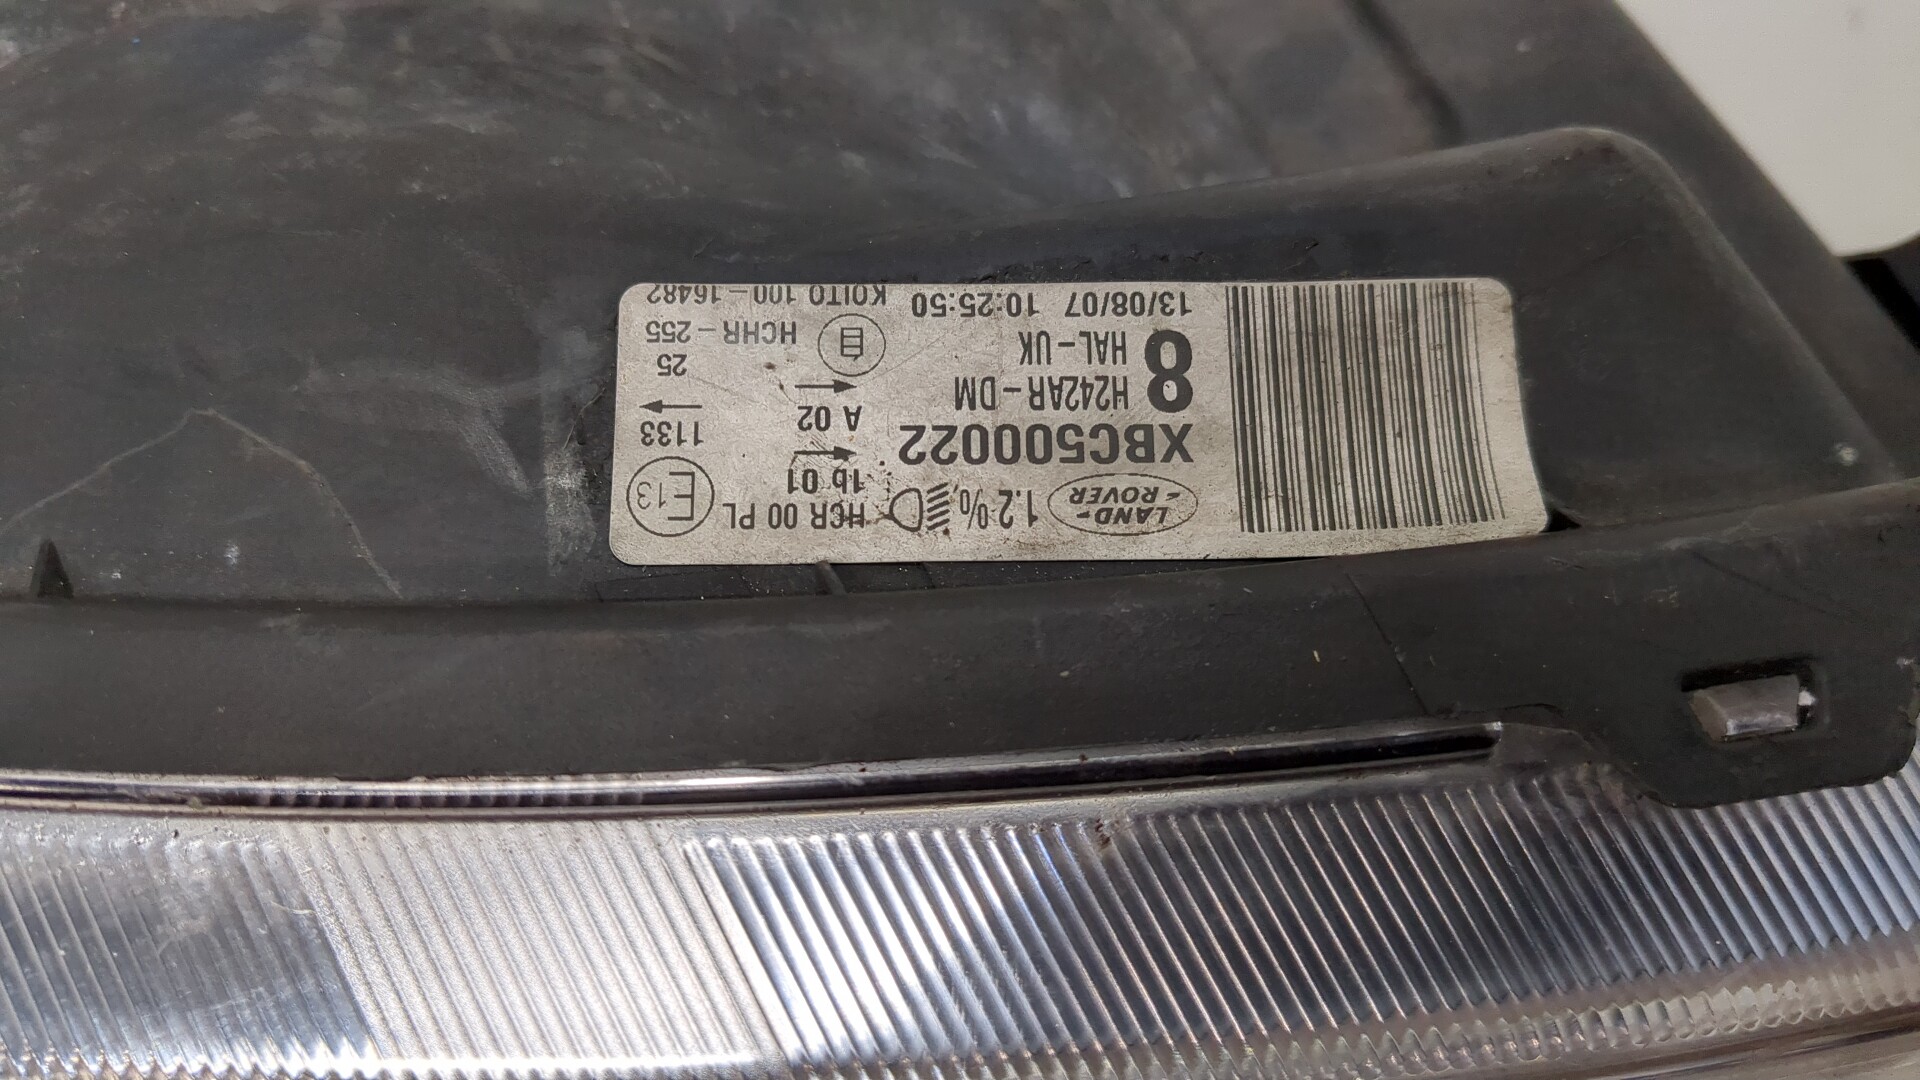 LAND-
-ROVER
1.2%
XBC500022
8
H242AR-DM
HAL-UK
13/08/07 10:25:50
HCR 00 PL
1b 01
A 02
HCHR-255
KOITO 100-16482
E13
1133
25